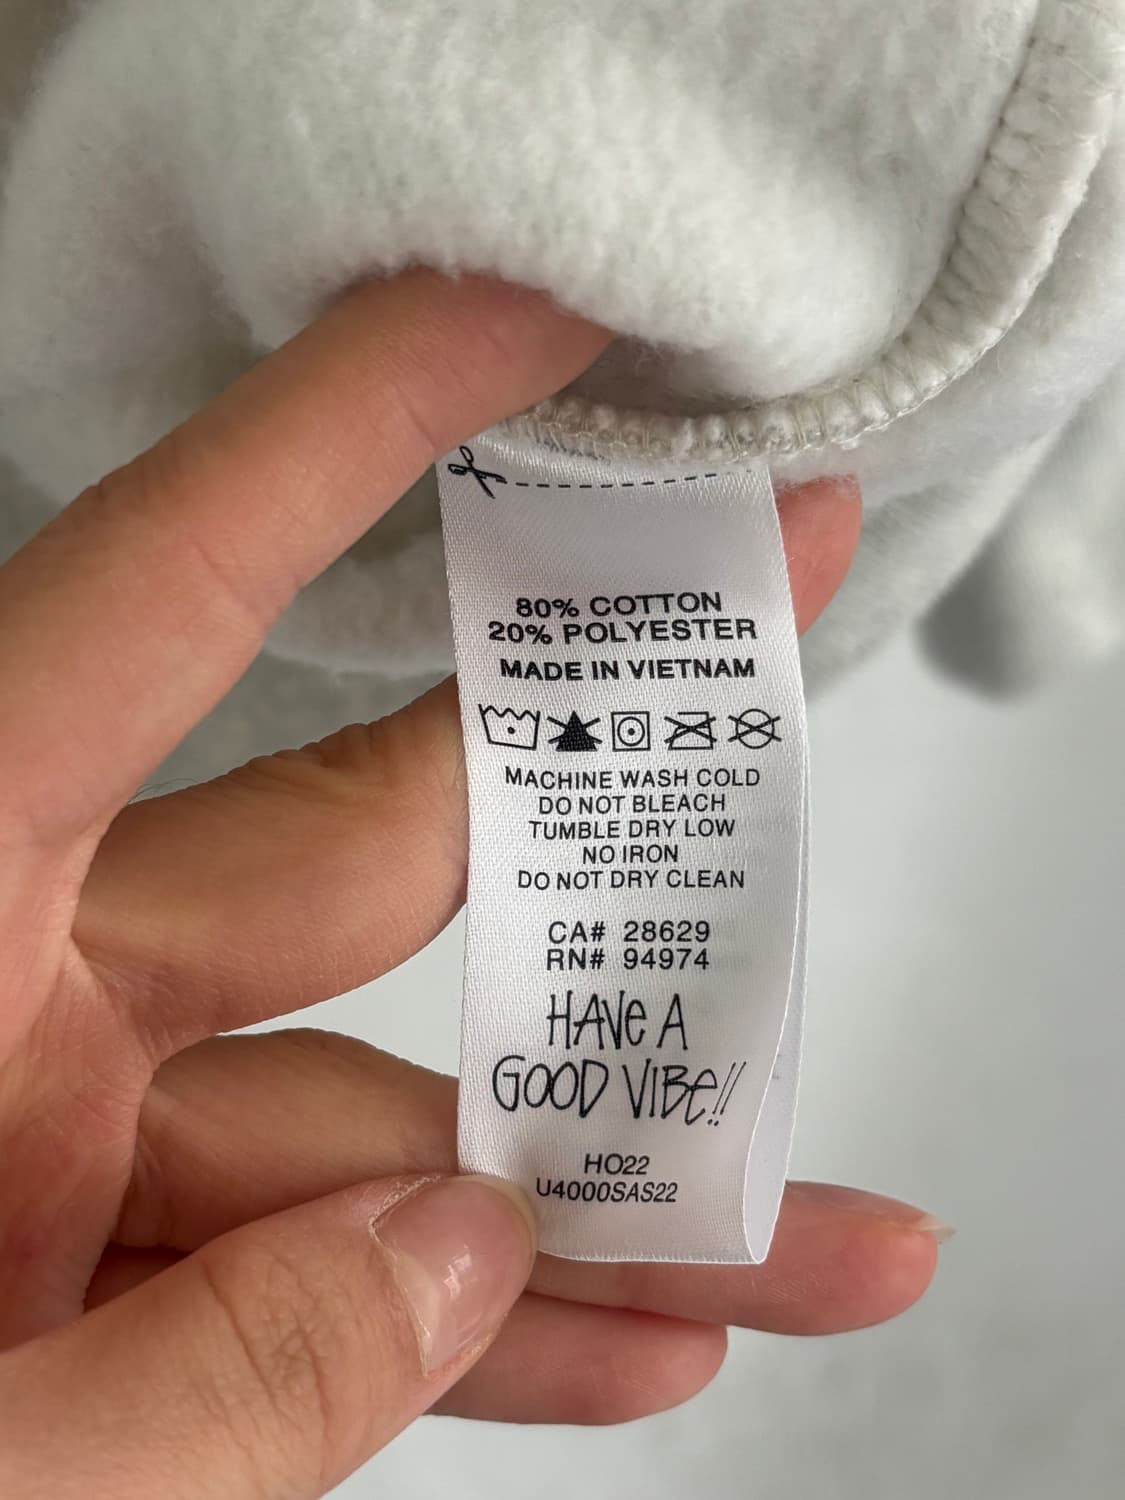 80% COTTON
20% POLYESTER
MADE IN VIETNAM
MACHINE WASH COLD
DO NOT BLEACH
TUMBLE DRY LOW
NO IRON
DO NOT DRY CLEAN
CA# 28629
RN# 94974
HAVe A
GOOD VIBe!!
HO22
U4000SAS22